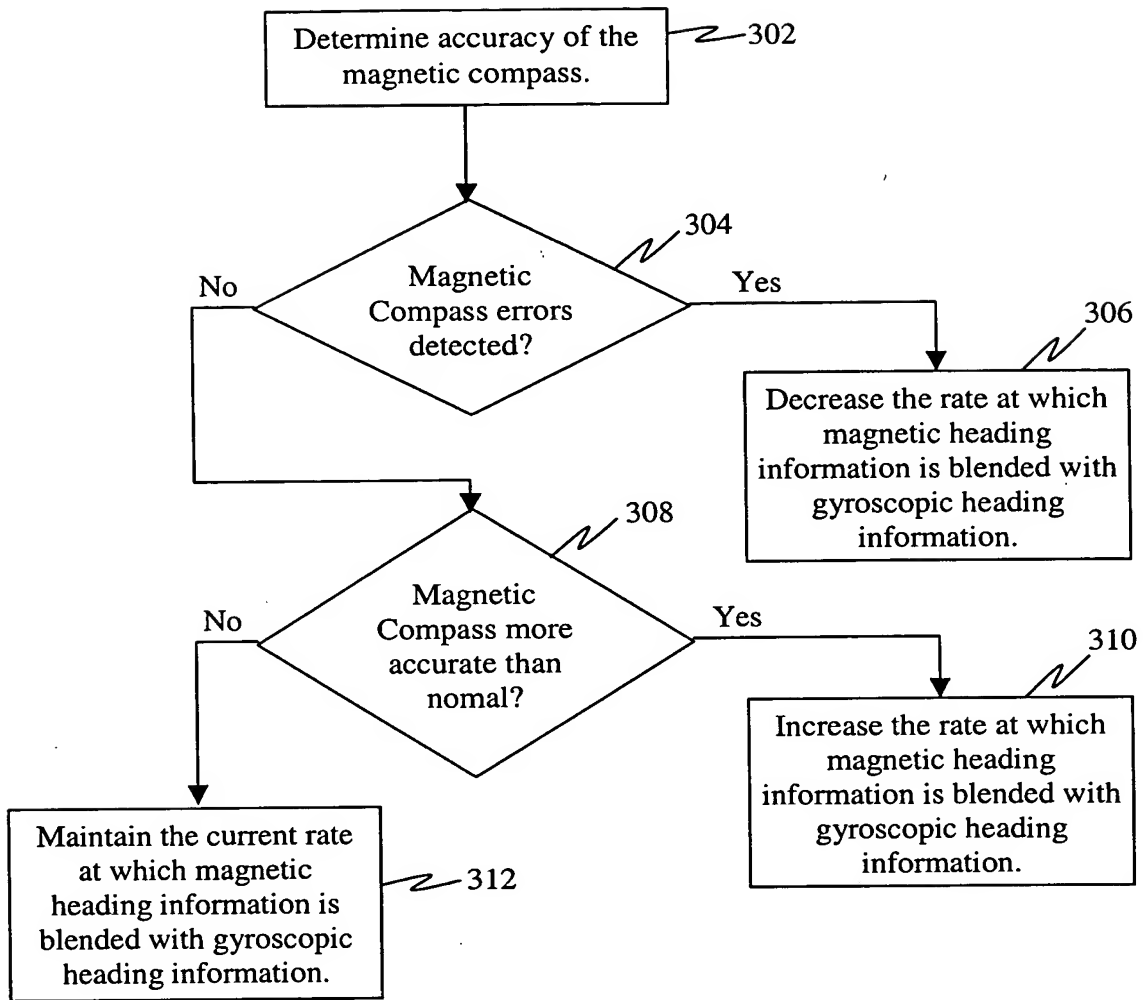 Determine accuracy of the
magnetic compass.
302
304
Magnetic
Compass errors
detected?
No
Yes
306
Decrease the rate at which
magnetic heading
information is blended with
gyroscopic heading
information.
308
Magnetic
Compass more
accurate than
nomal?
No
Yes
310
Increase the rate at which
magnetic heading
information is blended with
gyroscopic heading
information.
Maintain the current rate
at which magnetic
heading information is
blended with gyroscopic
heading information.
312